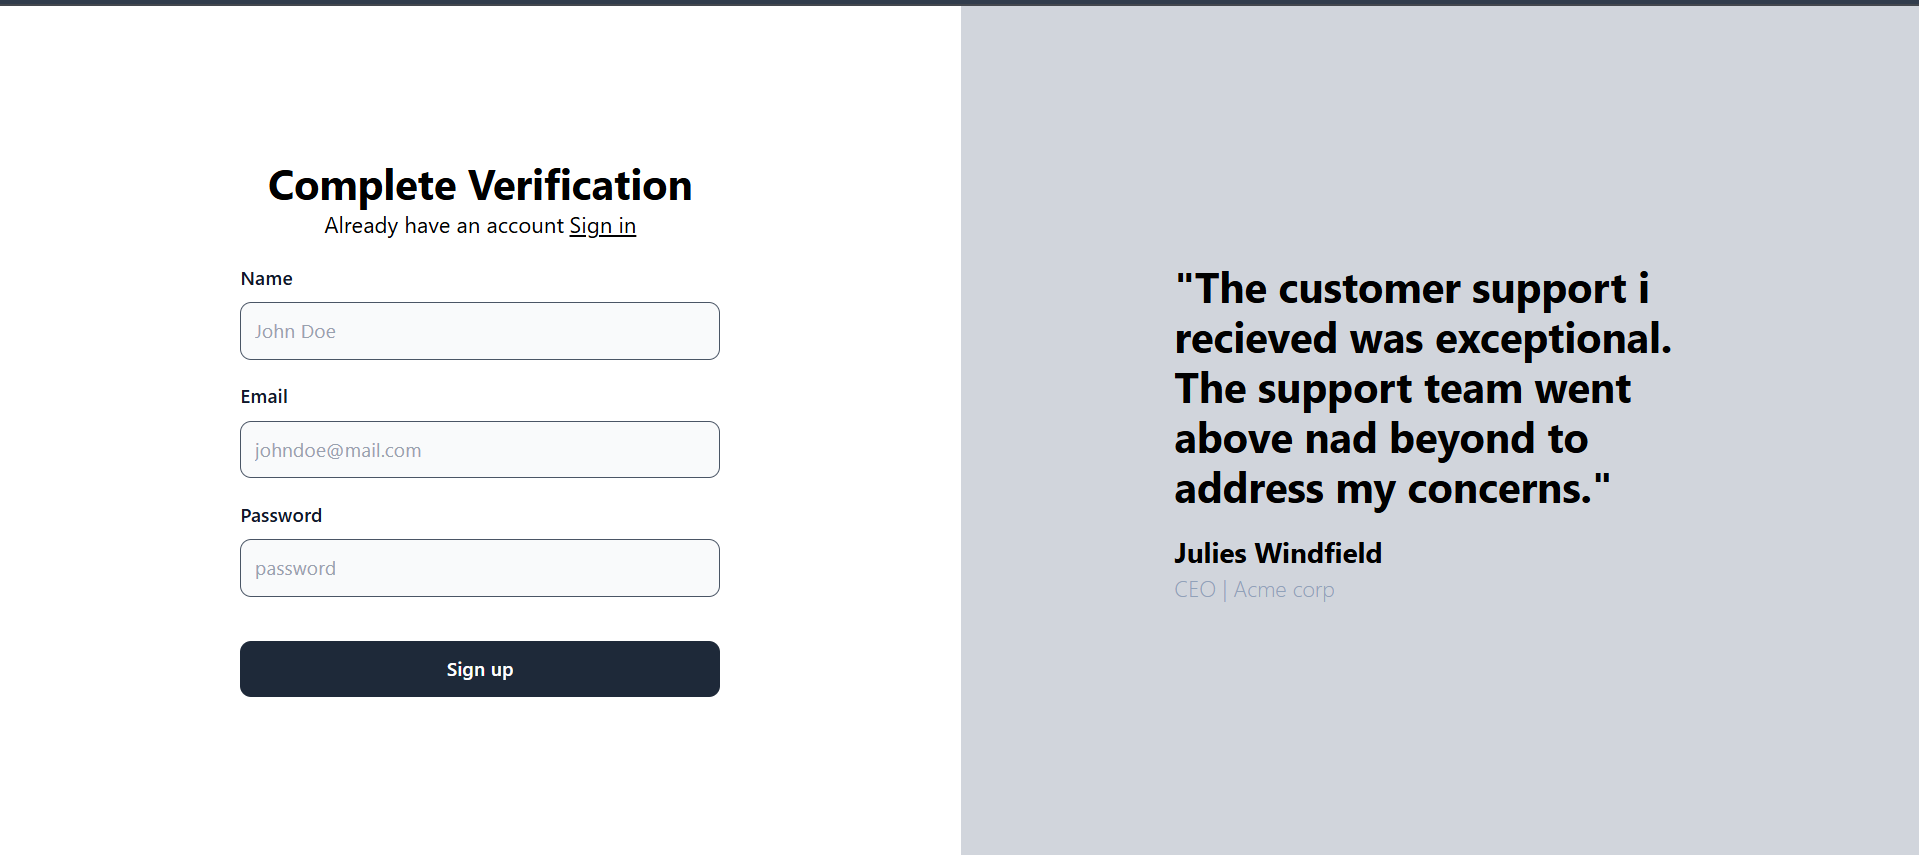 Complete Verification
Already have an account Sign in
Name
John Doe
Email
johndoe@mail.com
Password
password
Sign up
"The customer support i
recieved was exceptional.
The support team went
above nad beyond to
address my concerns."
Julies Windfield
CEO | Acme corp